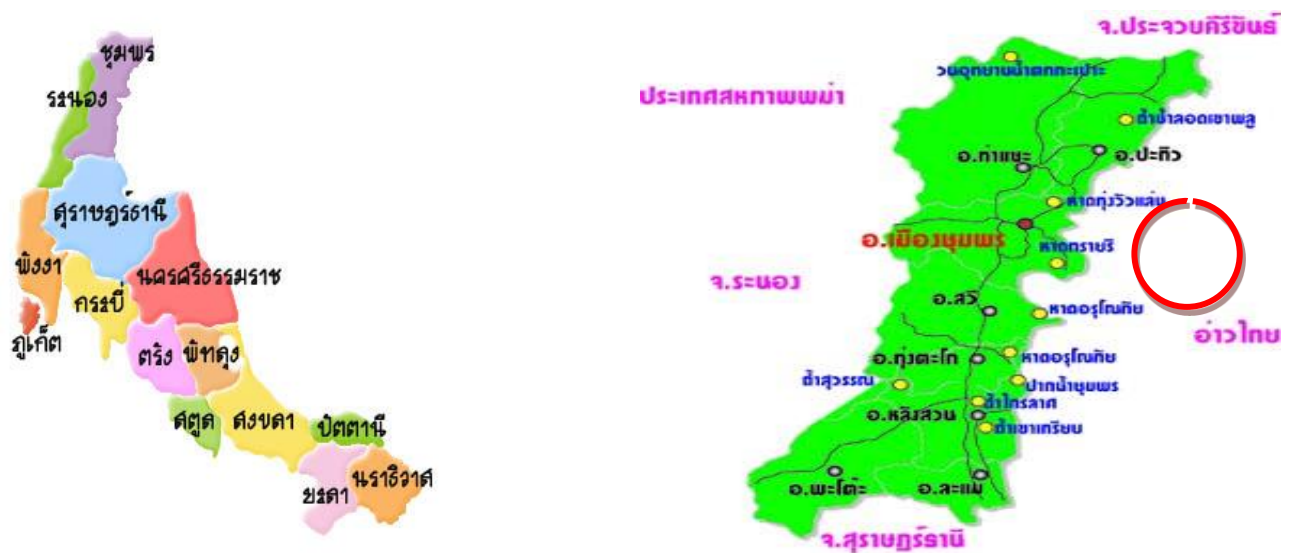 ชุมพร
ระนอง
สุราษฎร์ธานี
พังงา
นครศรีธรรมราช
กระบี่
ภูเก็ต
ตรัง
พัทลุง
สตูล
สงขลา
ปัตตานี
ยะลา
นราธิวาส
จ.ประจวบคีรีขันธ์
วนอุทยานน้ำตกกะเปาะ
ประเทศสหภาพพม่า
ถ้ำน้ำลอดเขาพลู
อ.ท่าแซะ
อ.ปะทิว
หาดทุ่งวัวแล่น
อ.เมืองชุมพร
หาดทรายรี
จ.ระนอง
อ.สวี
หาดอรุโณทัย
อ่าวไทย
อ.ทุ่งตะโก
หาดอรุโณทัย
ถ้ำสุวรรณ
ปากน้ำชุมพร
ถ้ำไกรลาศ
อ.หลังสวน
ถ้ำเขาเกรียบ
อ.พะโต๊ะ
อ.ละแม
จ.สุราษฎร์ธานี